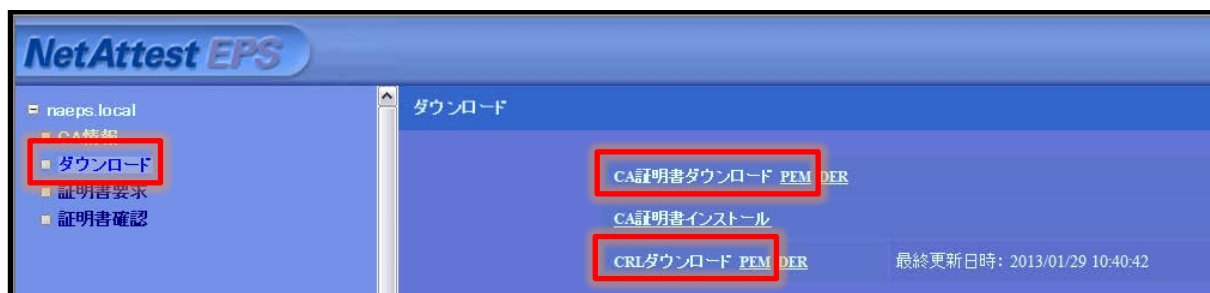 NetAttest EPS
naeps.local
CA情報
ダウンロード
証明書要求
証明書確認
ダウンロード
CA証明書ダウンロード PEM DER
CA証明書インストール
CRLダウンロード PEM DER 最終更新日時: 2013/01/29 10:40:42